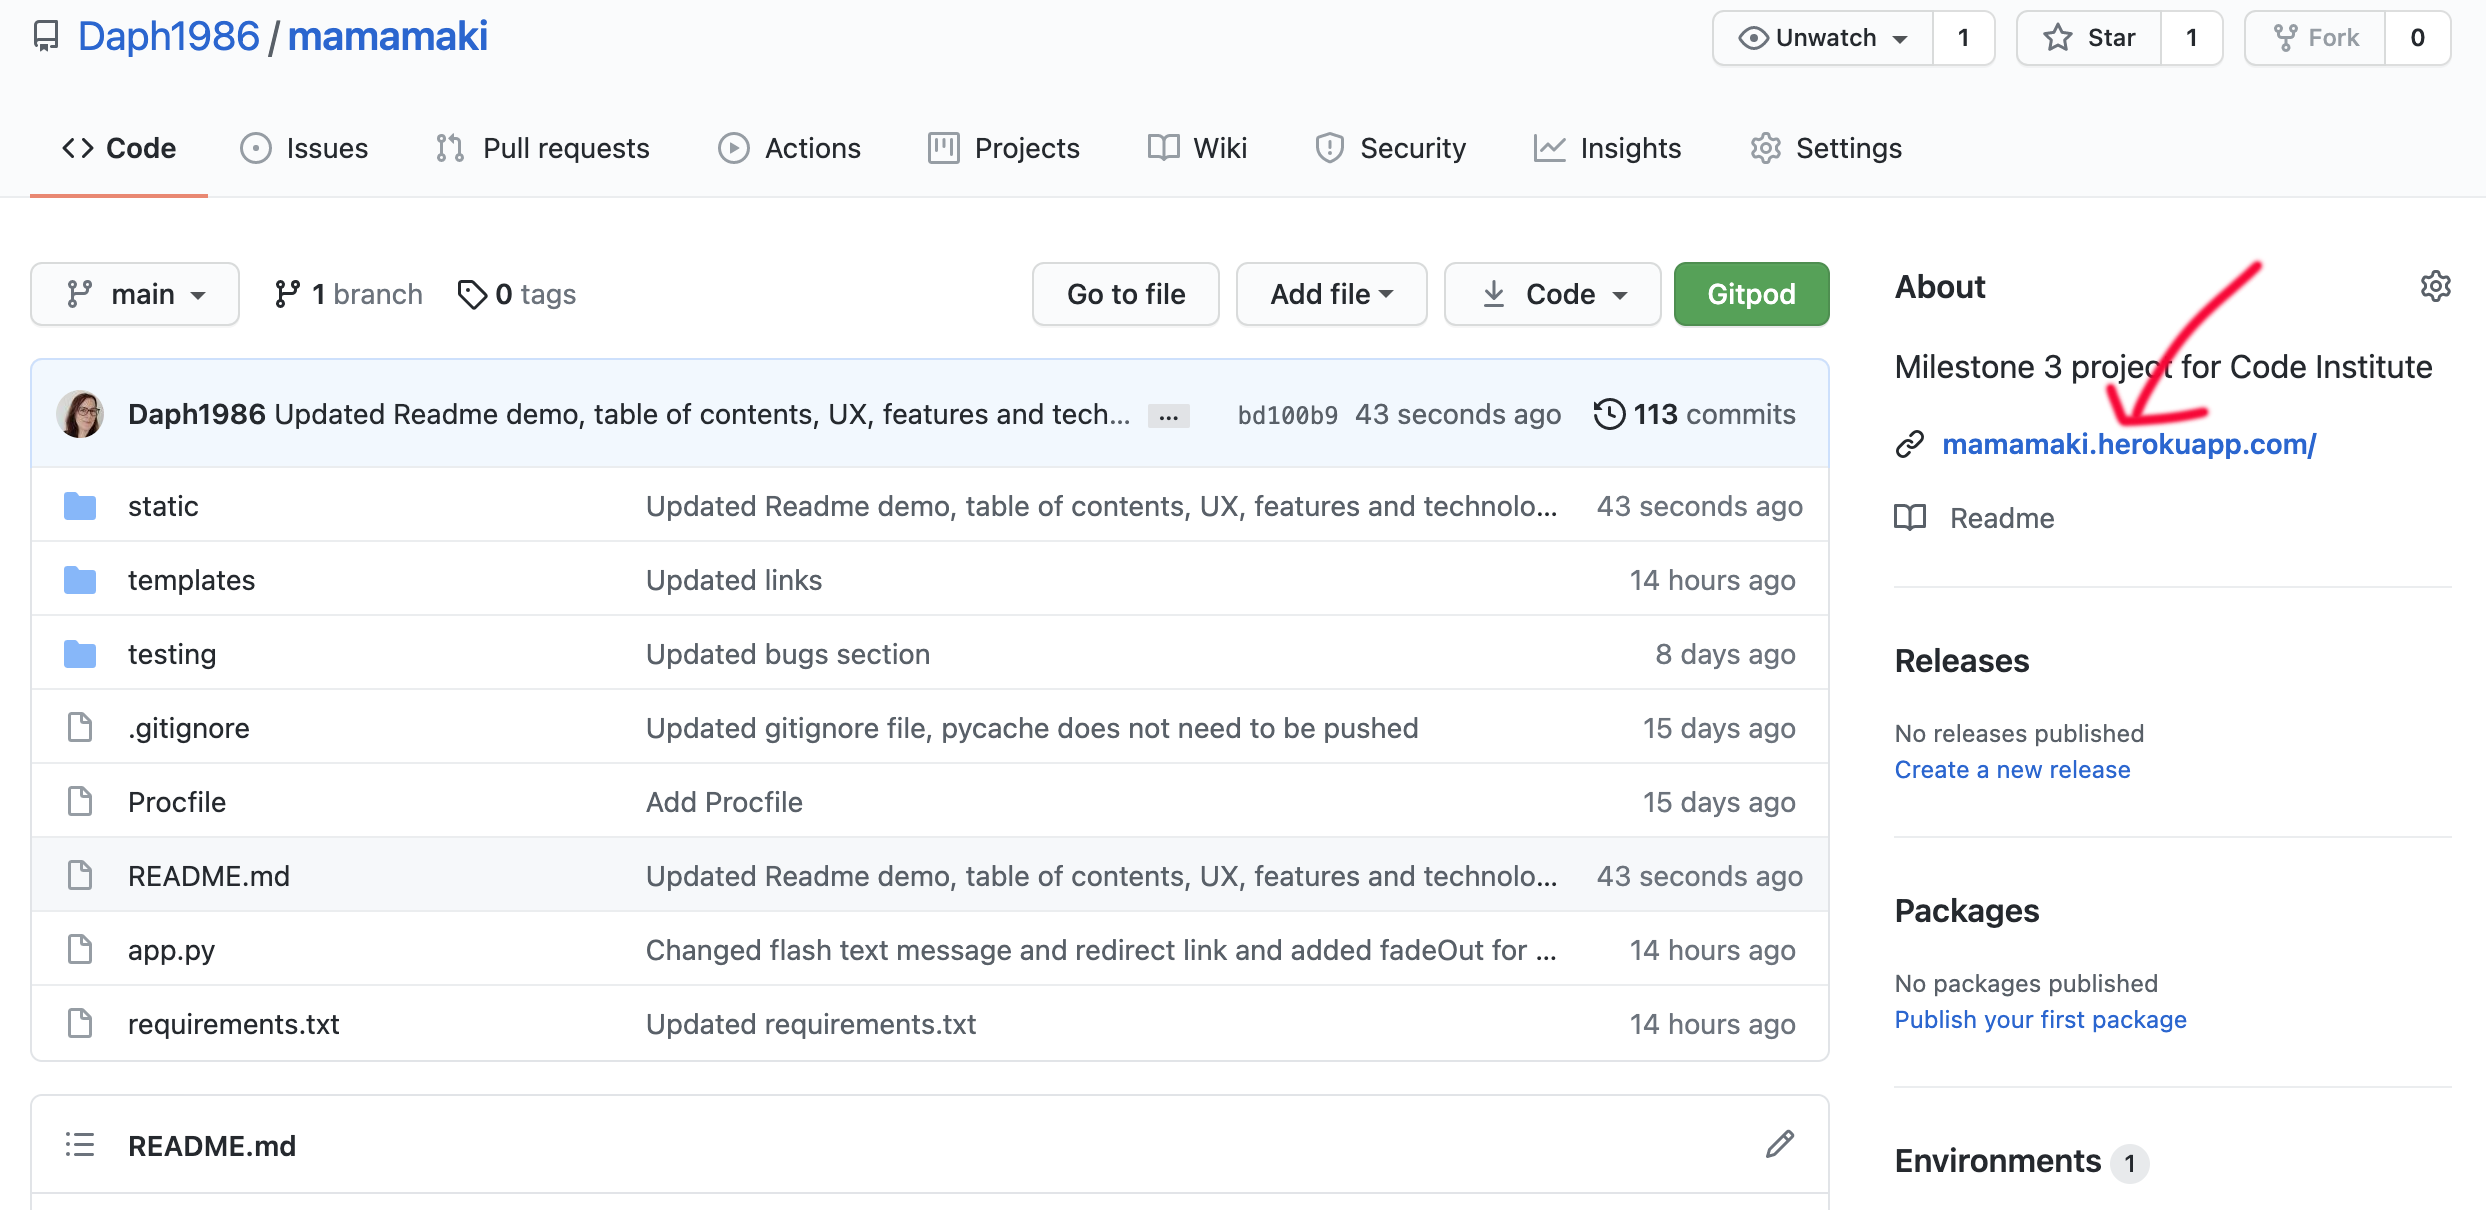 Daph1986 / mamamaki
Unwatch 1 Star 1 Fork 0
Code Issues Pull requests Actions Projects Wiki Security Insights Settings
main 1 branch 0 tags Go to file Add file Code Gitpod
Daph1986 Updated Readme demo, table of contents, UX, features and tech... ... bd100b9 43 seconds ago 113 commits
static Updated Readme demo, table of contents, UX, features and technolo... 43 seconds ago
templates Updated links 14 hours ago
testing Updated bugs section 8 days ago
.gitignore Updated gitignore file, pycache does not need to be pushed 15 days ago
Procfile Add Procfile 15 days ago
README.md Updated Readme demo, table of contents, UX, features and technolo... 43 seconds ago
app.py Changed flash text message and redirect link and added fadeOut for ... 14 hours ago
requirements.txt Updated requirements.txt 14 hours ago
README.md
About
Milestone 3 project for Code Institute
mamamaki.herokuapp.com/
Readme
Releases
No releases published
Create a new release
Packages
No packages published
Publish your first package
Environments 1